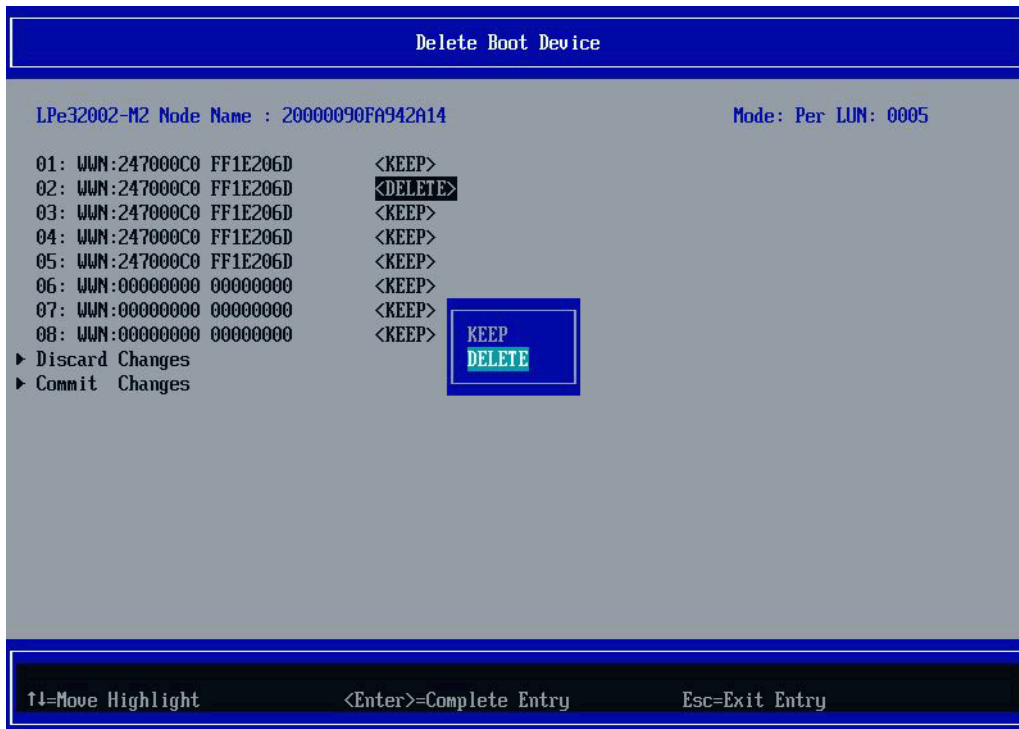 Delete Boot Device
LPe32002-M2 Node Name : 20000090FA942A14 Mode: Per LUN: 0005
01: WWN:247000C0 FF1E206D <KEEP>
02: WWN:247000C0 FF1E206D <DELETE>
03: WWN:247000C0 FF1E206D <KEEP>
04: WWN:247000C0 FF1E206D <KEEP>
05: WWN:247000C0 FF1E206D <KEEP>
06: WWN:00000000 00000000 <KEEP>
07: WWN:00000000 00000000 <KEEP>
08: WWN:00000000 00000000 <KEEP>
KEEP
DELETE
▶ Discard Changes
▶ Commit Changes
↑↓=Move Highlight <Enter>=Complete Entry Esc=Exit Entry